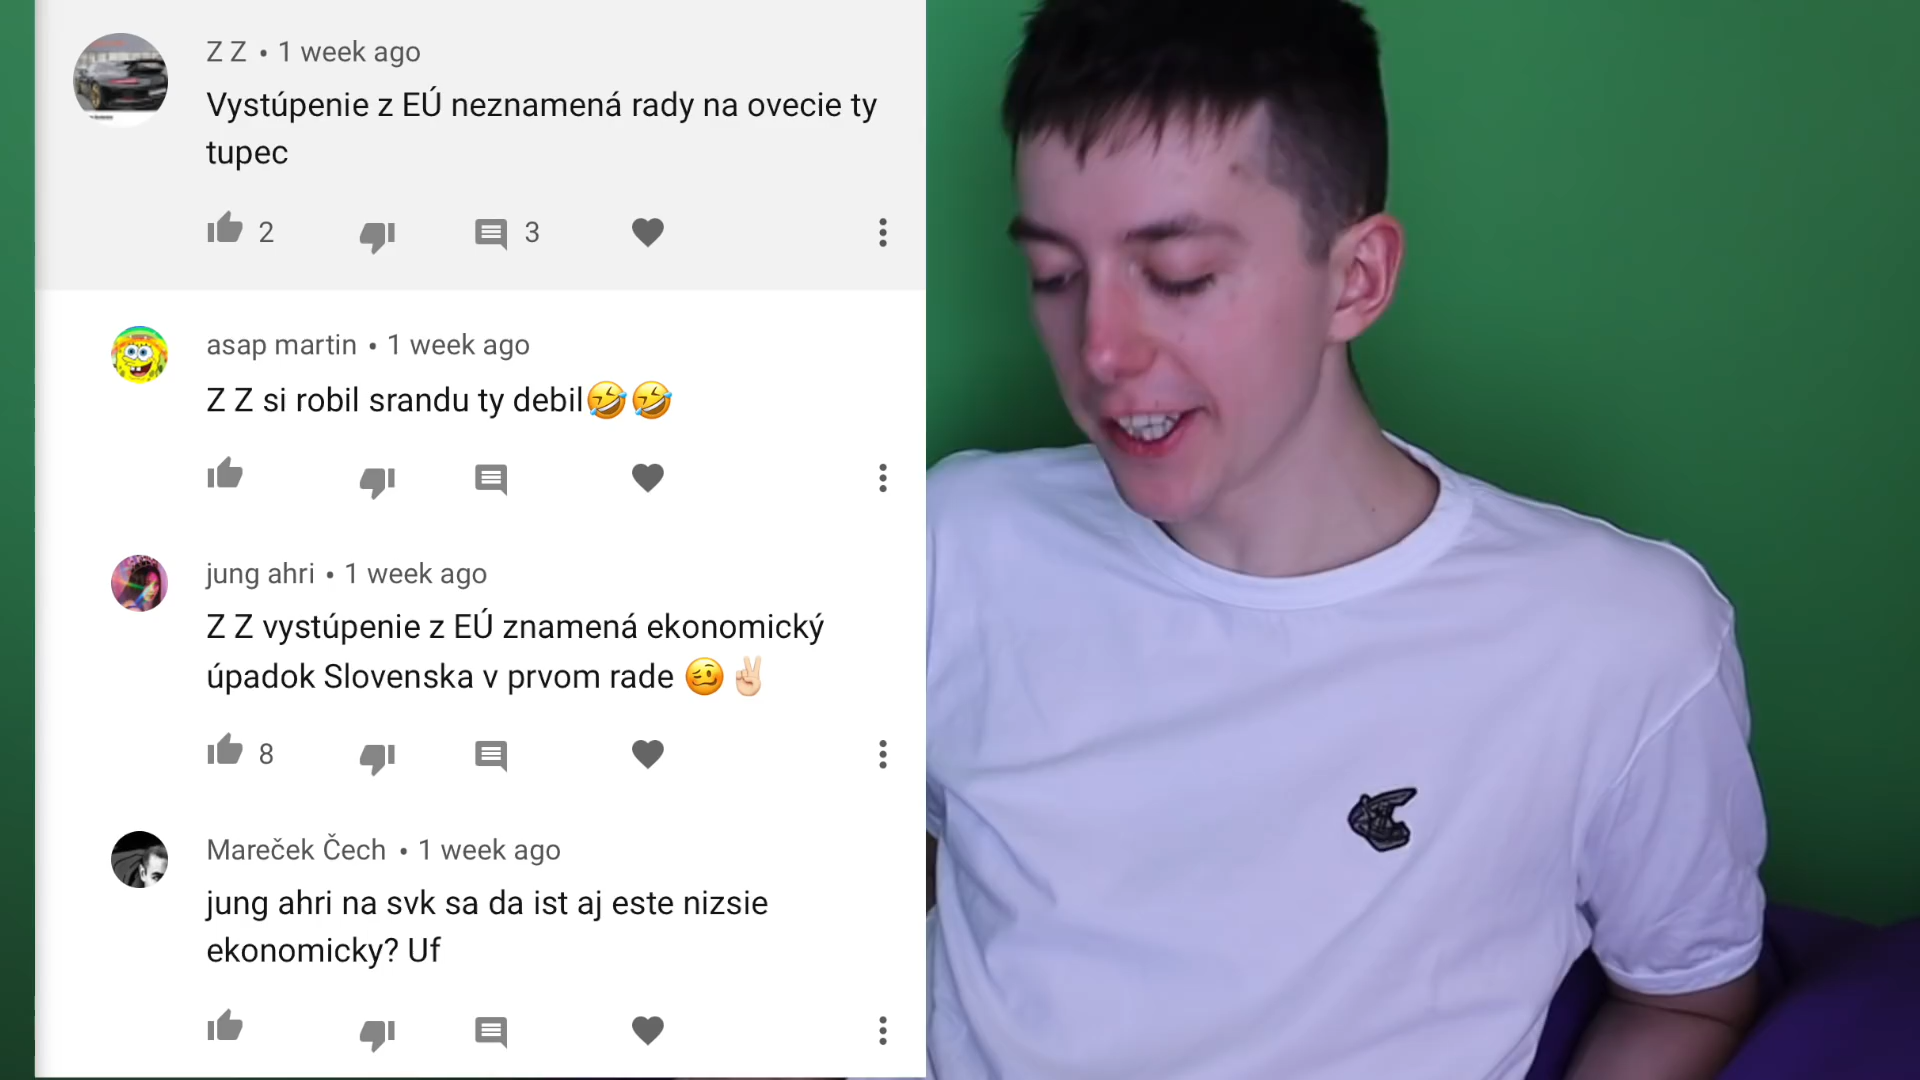 Z Z • 1 week ago
Vystúpenie z EÚ neznamená rady na ovecie ty
tupec
2
3
asap martin • 1 week ago
Z Z si robil srandu ty debil🤣🤣
jung ahri • 1 week ago
Z Z vystúpenie z EÚ znamená ekonomický
úpadok Slovenska v prvom rade 🥴✌🏻
8
Mareček Čech • 1 week ago
jung ahri na svk sa da ist aj este nizsie
ekonomicky? Uf